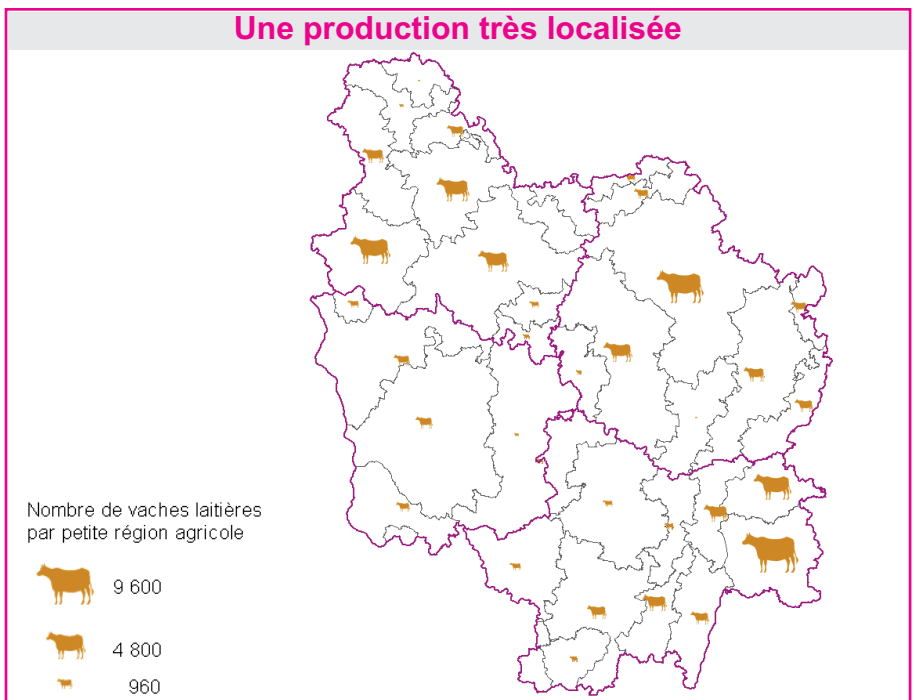 Une production très localisée
Nombre de vaches laitières
par petite région agricole
9 600
4 800
960